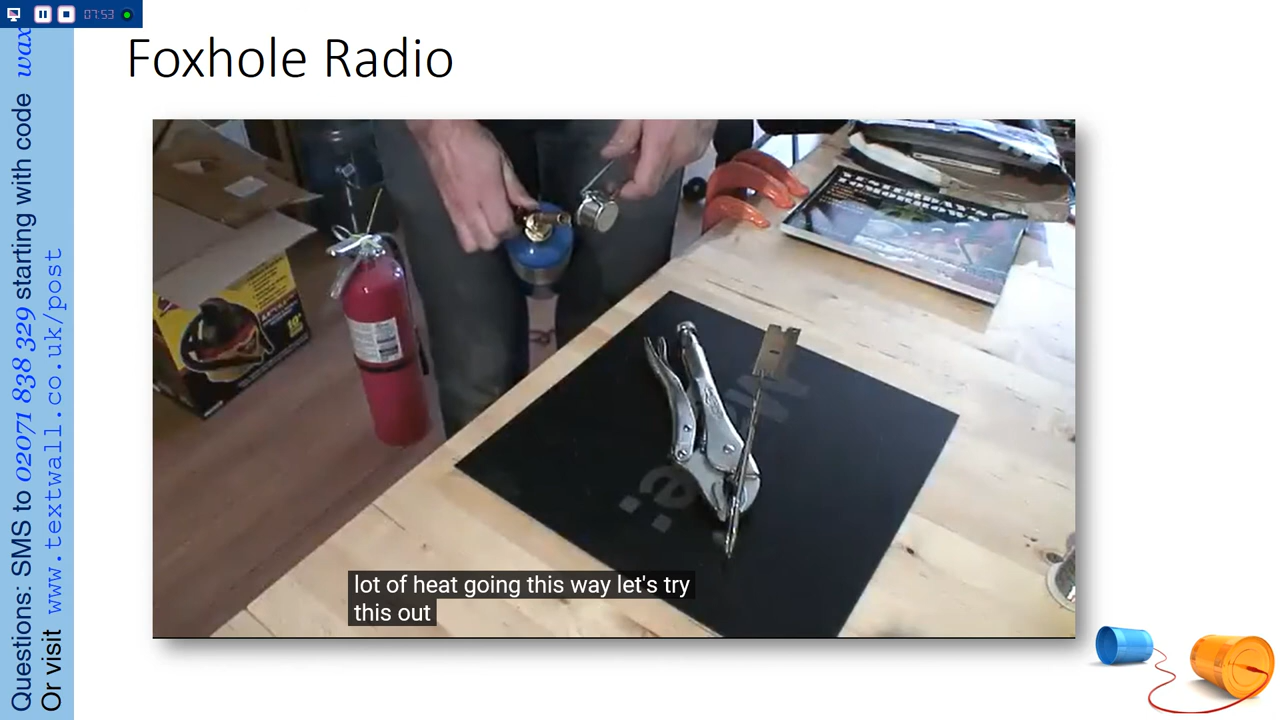 07:53
Foxhole Radio
Questions: SMS to 02071 838 329 starting with code wax
Or visit www.textwall.co.uk/post
lot of heat going this way let's try
this out